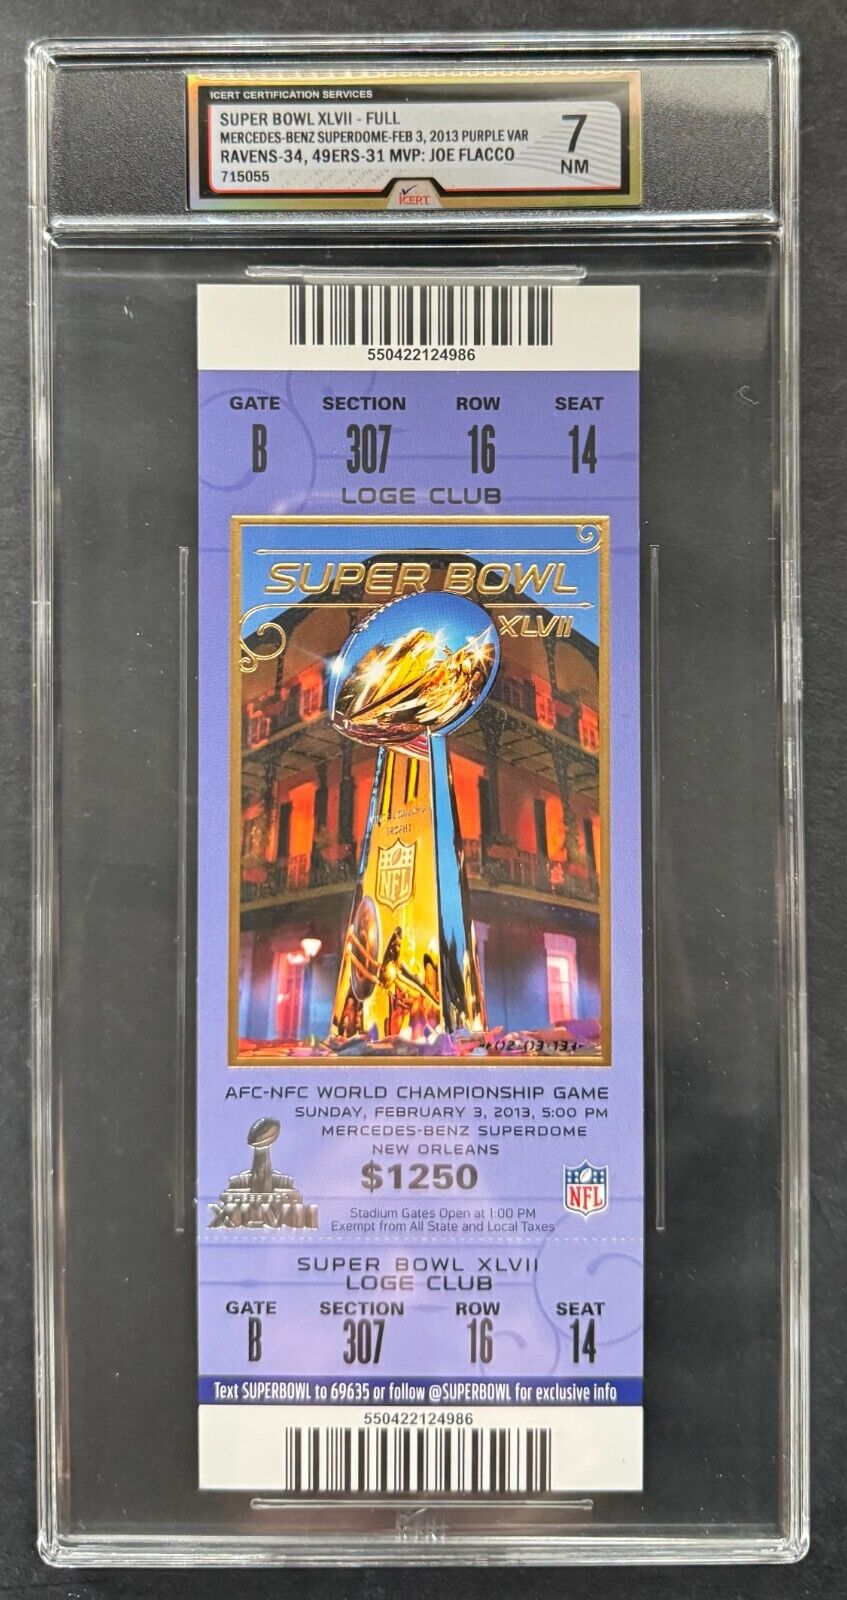 ICERT CERTIFICATION SERVICES
SUPER BOWL XLVII - FULL
MERCEDES-BENZ SUPERDOME-FEB 3, 2013 PURPLE VAR
RAVENS-34, 49ERS-31 MVP: JOE FLACCO
715055
7
NM
ICERT
550422124986
GATE SECTION ROW SEAT
B 307 16 14
LOGE CLUB
SUPER BOWL
XLVII
TROPHY
NFL
AFC-NFC WORLD CHAMPIONSHIP GAME
SUNDAY, FEBRUARY 3, 2013, 5:00 PM
MERCEDES-BENZ SUPERDOME
NEW ORLEANS
$1250
SUPER BOWL
XLVII
NFL
Stadium Gates Open at 1:00 PM
Exempt from All State and Local Taxes
SUPER BOWL XLVII
LOGE CLUB
GATE SECTION ROW SEAT
B 307 16 14
Text SUPERBOWL to 69635 or follow @SUPERBOWL for exclusive info
550422124986
ICERT